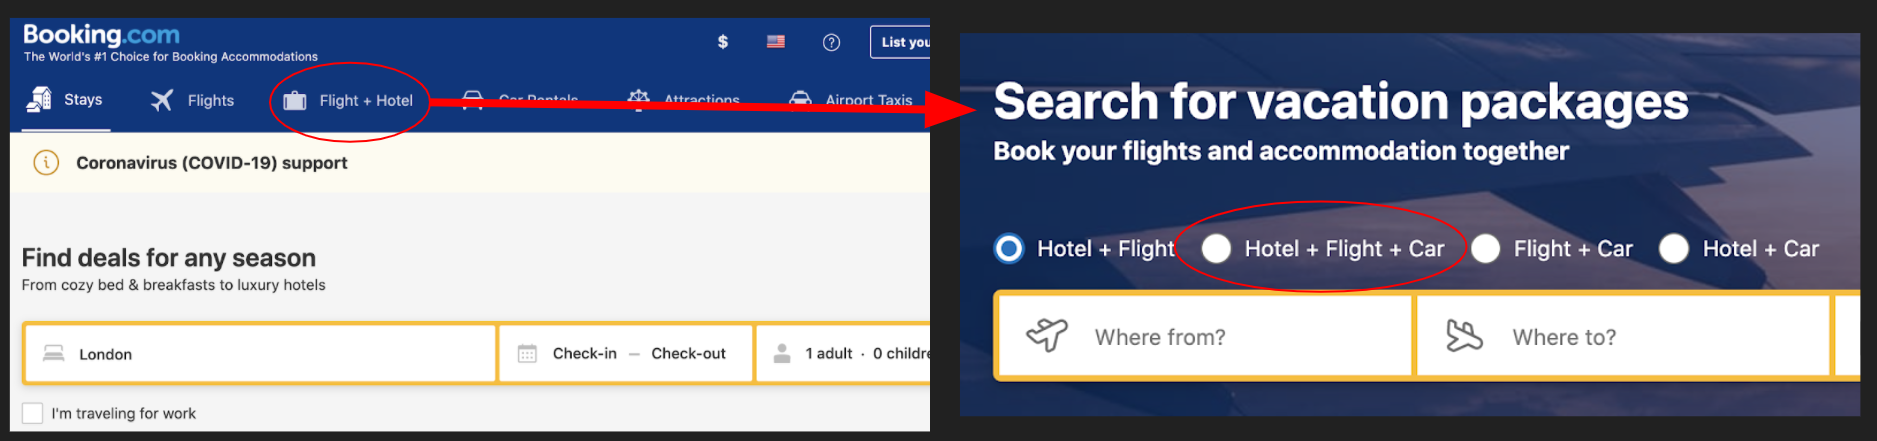 Booking.com
The World's #1 Choice for Booking Accommodations
$
List you
Stays
Flights
Flight + Hotel
Car Rentals
Attractions
Airport Taxis
Coronavirus (COVID-19) support
Find deals for any season
From cozy bed & breakfasts to luxury hotels
London
Check-in — Check-out
1 adult · 0 childre
I'm traveling for work
Search for vacation packages
Book your flights and accommodation together
Hotel + Flight
Hotel + Flight + Car
Flight + Car
Hotel + Car
Where from?
Where to?